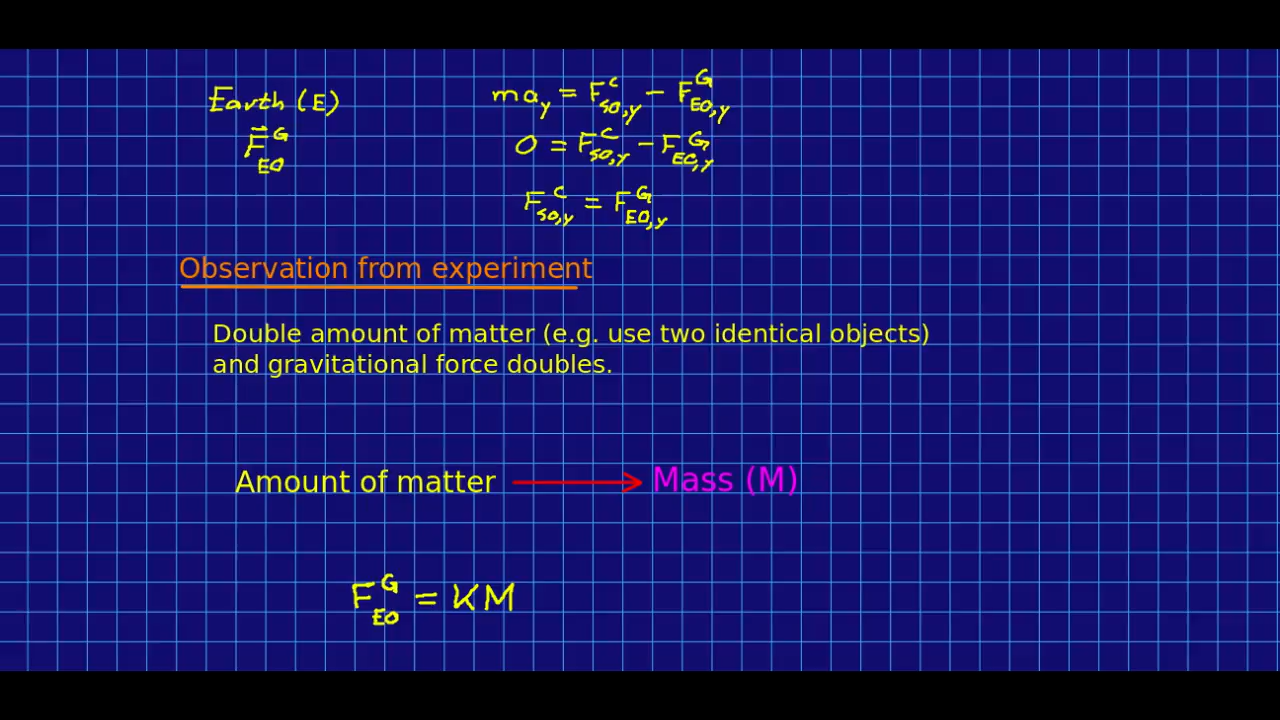 Earth (E)
F⃗^G_EO
ma_y = F^C_SO,y − F^G_EO,y
0 = F^C_SO,y − F^G_EO,y
F^C_SO,y = F^G_EO,y
Observation from experiment
Double amount of matter (e.g. use two identical objects)
and gravitational force doubles.
Amount of matter → Mass (M)
F^G_EO = KM